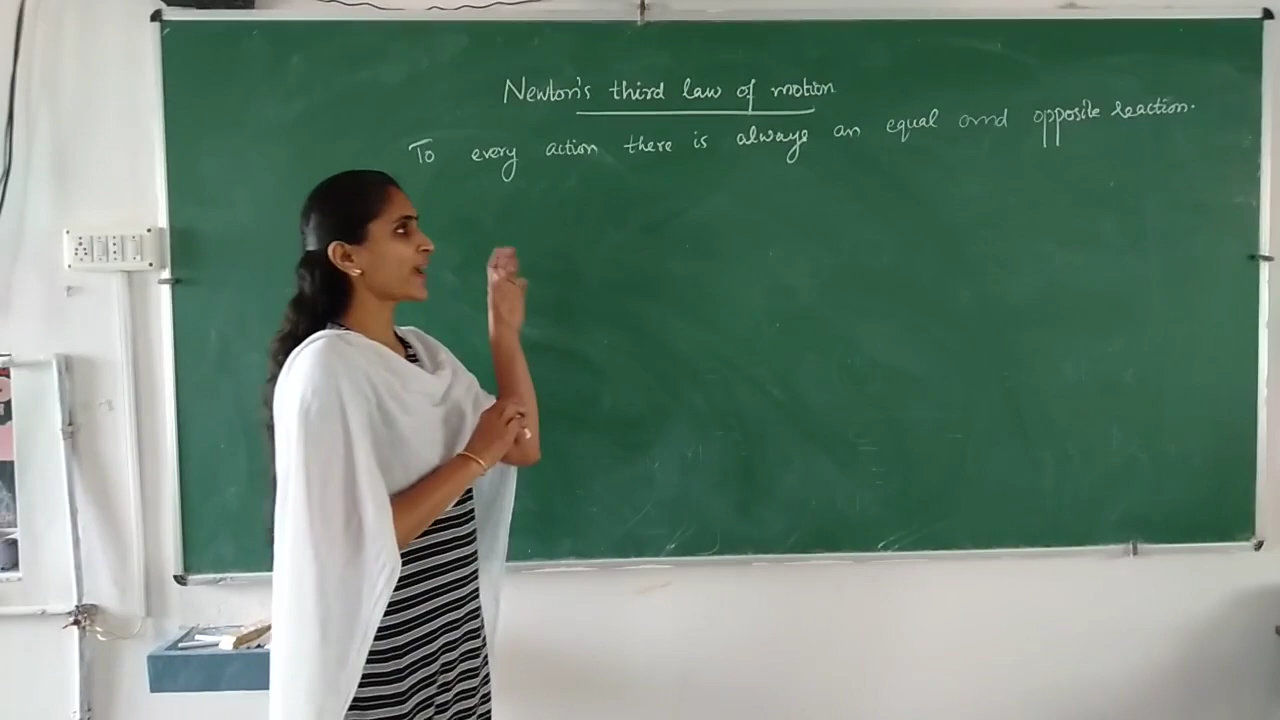 Newton's third law of motion
To every action there is always an equal and opposite reaction.